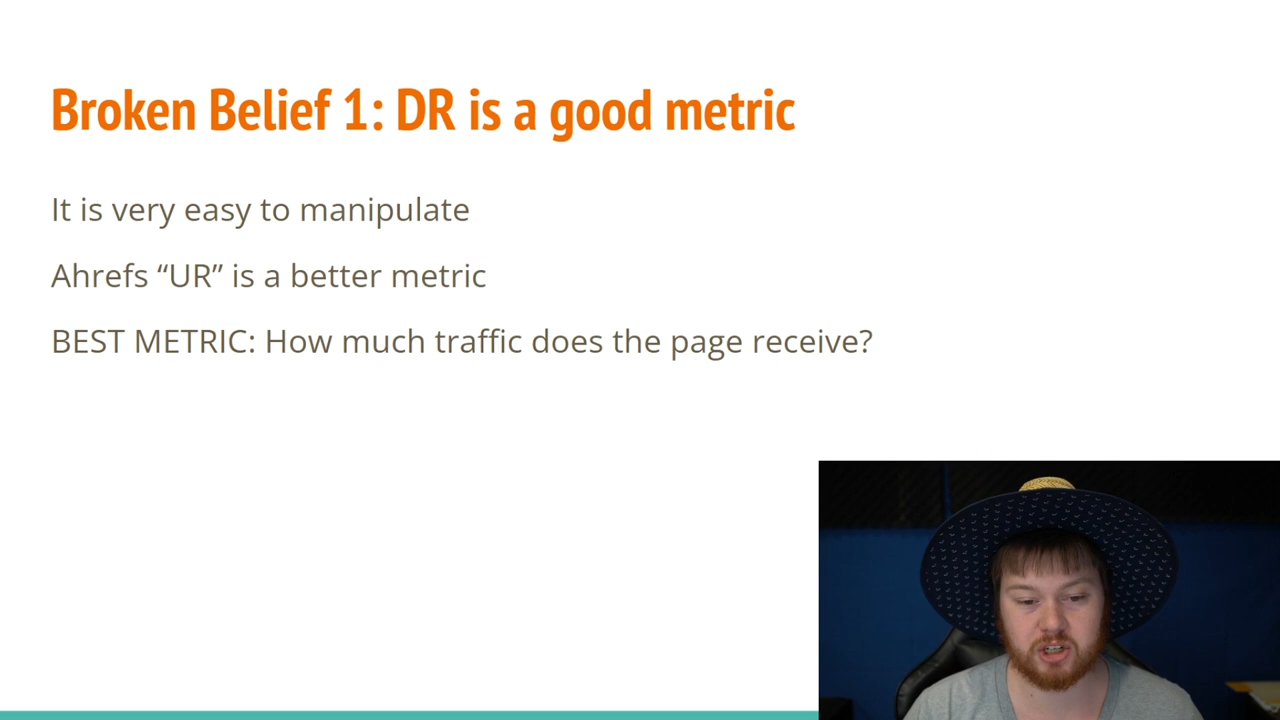 Broken Belief 1: DR is a good metric
It is very easy to manipulate
Ahrefs “UR” is a better metric
BEST METRIC: How much traffic does the page receive?